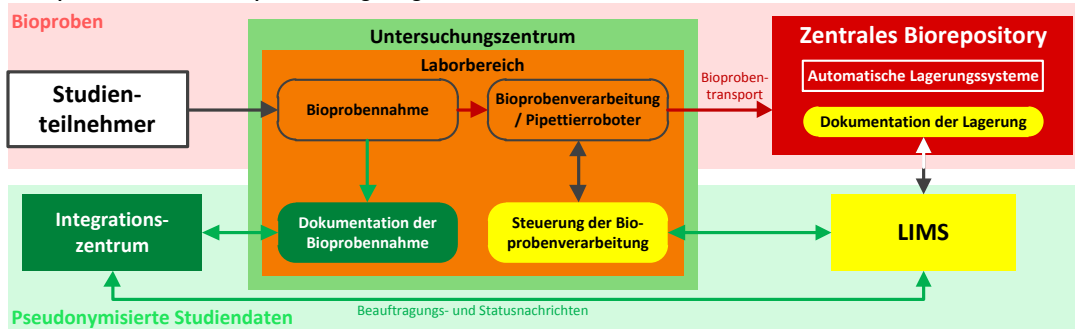 Bioproben
Untersuchungszentrum
Laborbereich
Zentrales Biorepository
Automatische Lagerungssysteme
Dokumentation der Lagerung
Studien-
teilnehmer
Bioprobennahme
Bioprobenverarbeitung
/ Pipettierroboter
Bioproben-
transport
Integrations-
zentrum
Dokumentation der
Bioprobennahme
Steuerung der Bio-
probenverarbeitung
LIMS
Beauftragungs- und Statusnachrichten
Pseudonymisierte Studiendaten